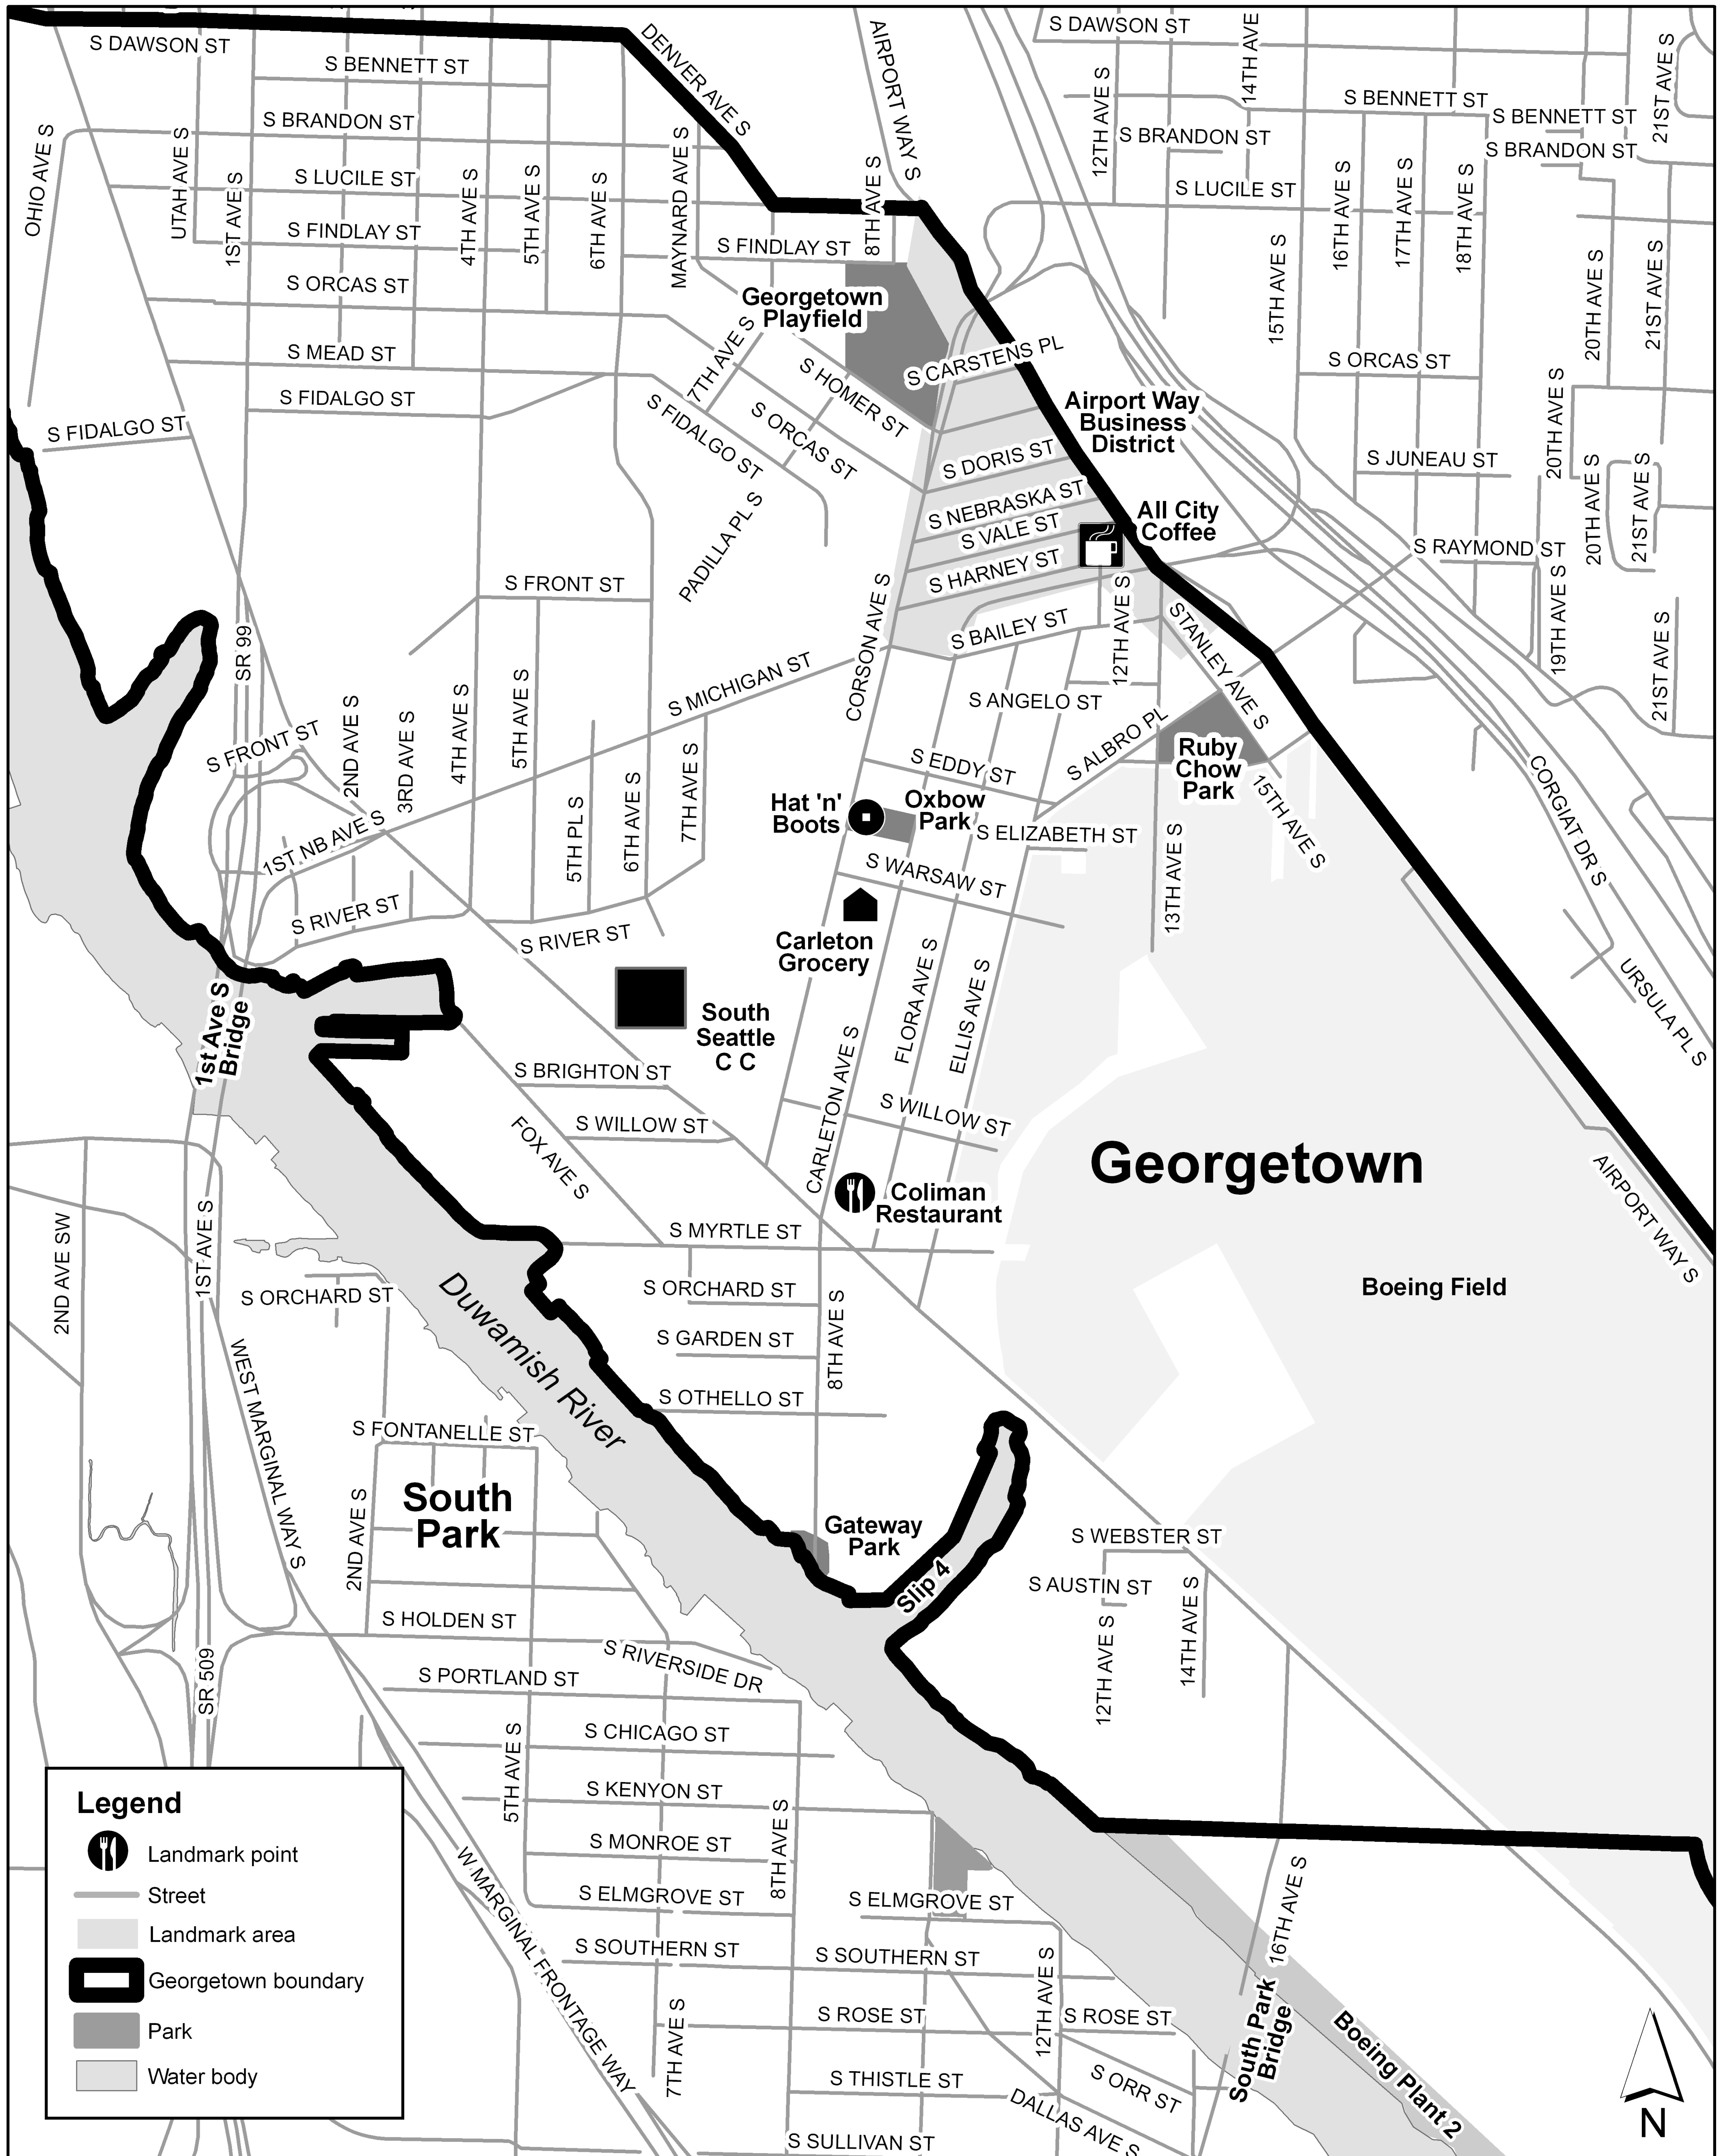 S DAWSON ST
S BENNETT ST
DENVER AVE S
AIRPORT WAY S
S DAWSON ST
14TH AVE
21ST AVE S
12TH AVE S
S BENNETT ST
S BENNETT ST
S BRANDON ST
S BRANDON ST
S BRANDON ST
OHIO AVE S
UTAH AVE S
1ST AVE S
S LUCILE ST
4TH AVE S
5TH AVE S
6TH AVE S
MAYNARD AVE S
8TH AVE S
S LUCILE ST
16TH AVE S
17TH AVE S
18TH AVE S
S FINDLAY ST
S FINDLAY ST
15TH AVE S
20TH AVE S
21ST AVE S
S ORCAS ST
Georgetown
Playfield
S MEAD ST
7TH AVE S
S CARSTENS PL
S ORCAS ST
S FIDALGO ST
S HOMER ST
Airport Way
Business
District
20TH AVE S
S FIDALGO ST
S FIDALGO ST
S ORCAS ST
S DORIS ST
S JUNEAU ST
20TH AVE S
21ST AVE S
S NEBRASKA ST
All City
Coffee
PADILLA PL S
S VALE ST
S RAYMOND ST
S HARNEY ST
S FRONT ST
12TH AVE S
19TH AVE S
CORSON AVE S
S BAILEY ST
STANLEY AVE S
21ST AVE S
SR 99
S MICHIGAN ST
S ANGELO ST
S FRONT ST
2ND AVE S
3RD AVE S
4TH AVE S
5TH AVE S
S ALBRO PL
Ruby
Chow
Park
7TH AVE S
S EDDY ST
15TH AVE S
CORGIAT DR S
Hat 'n'
Boots
Oxbow
Park
5TH PL S
6TH AVE S
1ST NB AVE S
S ELIZABETH ST
13TH AVE S
S WARSAW ST
S RIVER ST
S RIVER ST
Carleton
Grocery
FLORA AVE S
ELLIS AVE S
URSULA PL S
1st Ave S
Bridge
South
Seattle
C C
S BRIGHTON ST
CARLETON AVE S
S WILLOW ST
S WILLOW ST
FOX AVE S
Georgetown
Coliman
Restaurant
AIRPORT WAY S
2ND AVE SW
1ST AVE S
S MYRTLE ST
S ORCHARD ST
S ORCHARD ST
Boeing Field
8TH AVE S
Duwamish River
S GARDEN ST
WEST MARGINAL WAY S
S OTHELLO ST
S FONTANELLE ST
South
Park
2ND AVE S
Gateway
Park
Slip 4
S WEBSTER ST
S AUSTIN ST
14TH AVE S
12TH AVE S
S HOLDEN ST
S RIVERSIDE DR
SR 509
S PORTLAND ST
S CHICAGO ST
5TH AVE S
S KENYON ST
8TH AVE S
S MONROE ST
W MARGINAL FRONTAGE WAY
S ELMGROVE ST
S ELMGROVE ST
16TH AVE S
S SOUTHERN ST
S SOUTHERN ST
12TH AVE S
7TH AVE S
S ROSE ST
S ROSE ST
South Park
Bridge
Boeing Plant 2
S THISTLE ST
S ORR ST
DALLAS AVE S
S SULLIVAN ST
Legend
Landmark point
Street
Landmark area
Georgetown boundary
Park
Water body
N